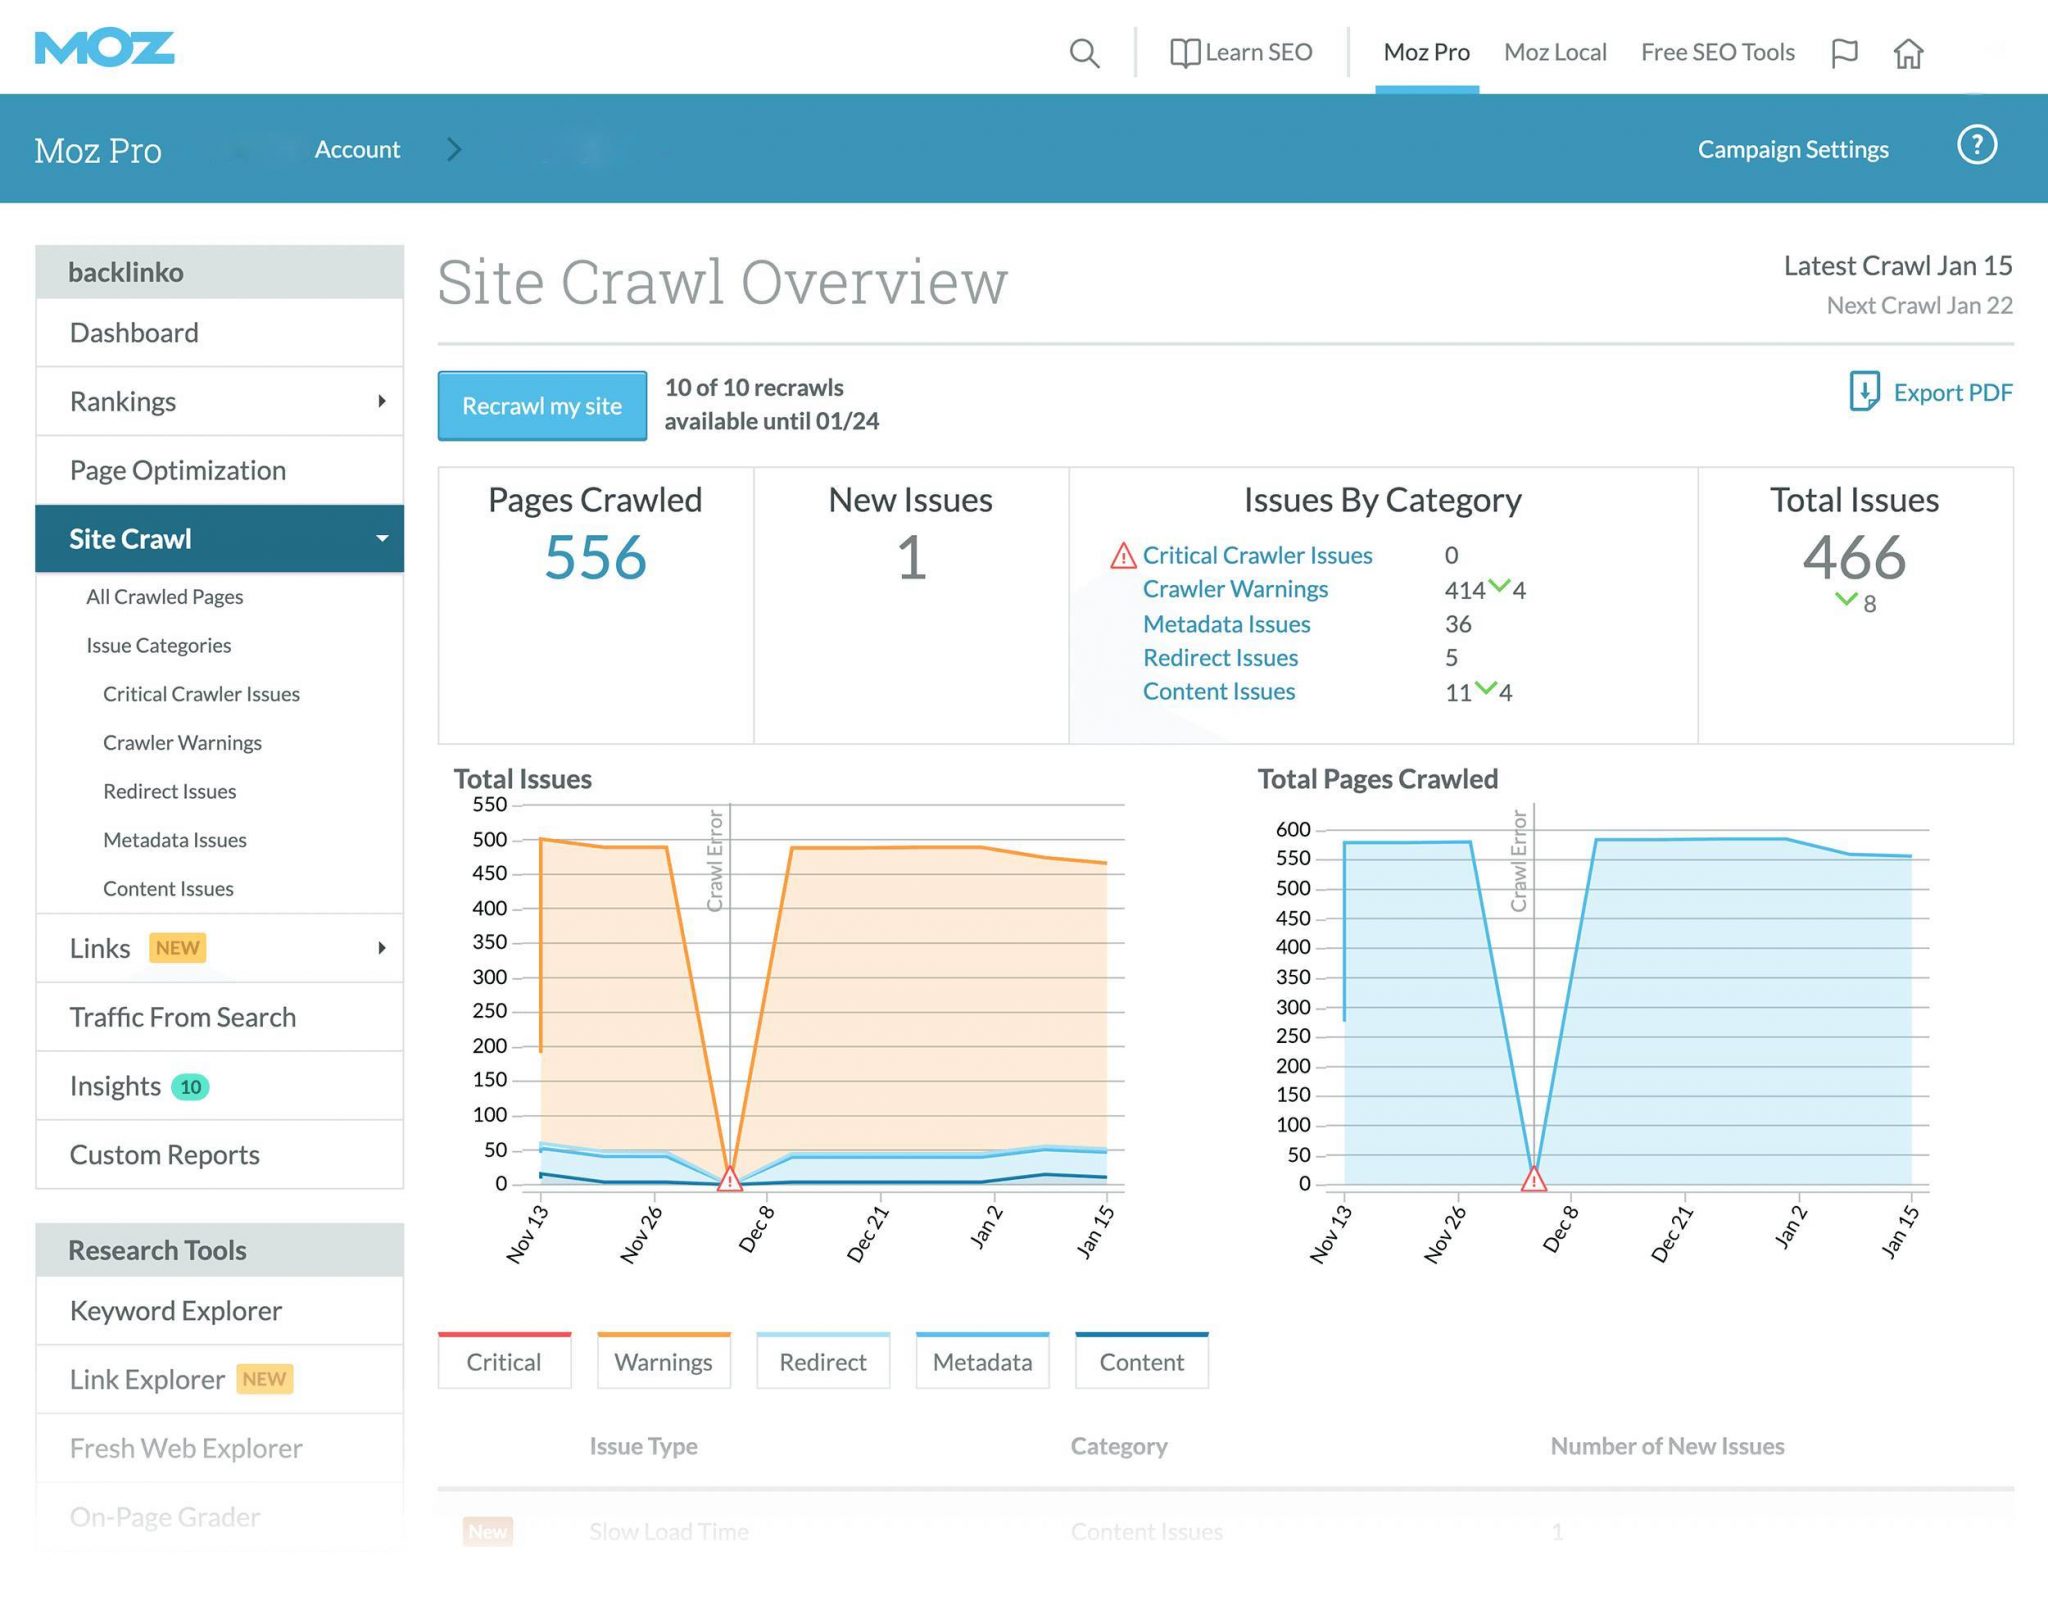 MOZ
Learn SEO
Moz Pro
Moz Local
Free SEO Tools
Moz Pro
Account
Campaign Settings
?
backlinko
Dashboard
Rankings
Page Optimization
Site Crawl
All Crawled Pages
Issue Categories
Critical Crawler Issues
Crawler Warnings
Redirect Issues
Metadata Issues
Content Issues
Links NEW
Traffic From Search
Insights 10
Custom Reports
Research Tools
Keyword Explorer
Link Explorer NEW
Fresh Web Explorer
On-Page Grader
Site Crawl Overview
Latest Crawl Jan 15
Next Crawl Jan 22
Recrawl my site
10 of 10 recrawls
available until 01/24
Export PDF
Pages Crawled
556
New Issues
1
Issues By Category
Critical Crawler Issues 0
Crawler Warnings 414 4
Metadata Issues 36
Redirect Issues 5
Content Issues 11 4
Total Issues
466
8
Total Issues
550
500
450
400
350
300
250
200
150
100
50
0
Crawl Error
Nov 13
Nov 26
Dec 8
Dec 21
Jan 2
Jan 15
Total Pages Crawled
600
550
500
450
400
350
300
250
200
150
100
50
0
Crawl Error
Nov 13
Nov 26
Dec 8
Dec 21
Jan 2
Jan 15
Critical
Warnings
Redirect
Metadata
Content
Issue Type Category Number of New Issues
New Slow Load Time Content Issues 1